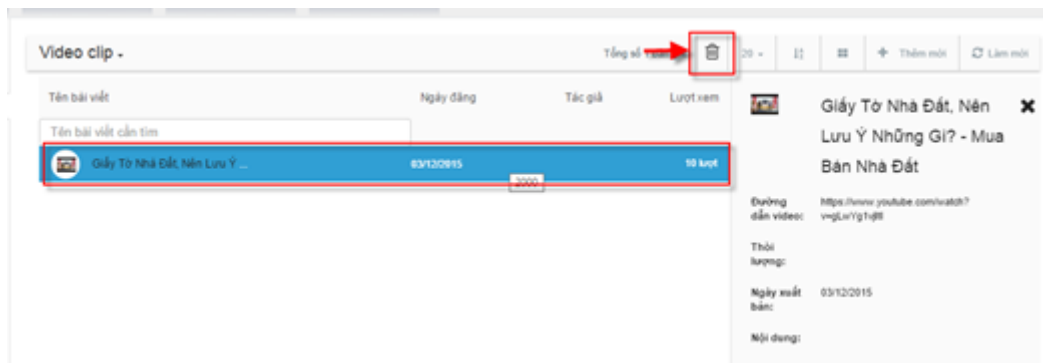 Video clip
Tổng số
20
Thêm mới
Làm mới
Tên bài viết
Ngày đăng
Tác giả
Lượt xem
Tên bài viết cần tìm
Giấy Tờ Nhà Đất, Nên Lưu Ý ...
03/12/2015
10 lượt
2000
Giấy Tờ Nhà Đất, Nên
Lưu Ý Những Gì? - Mua
Bán Nhà Đất
Đường
dẫn video:
https://www.youtube.com/watch?
Thời
lượng:
Ngày xuất
bản:
03/12/2015
Nội dung: